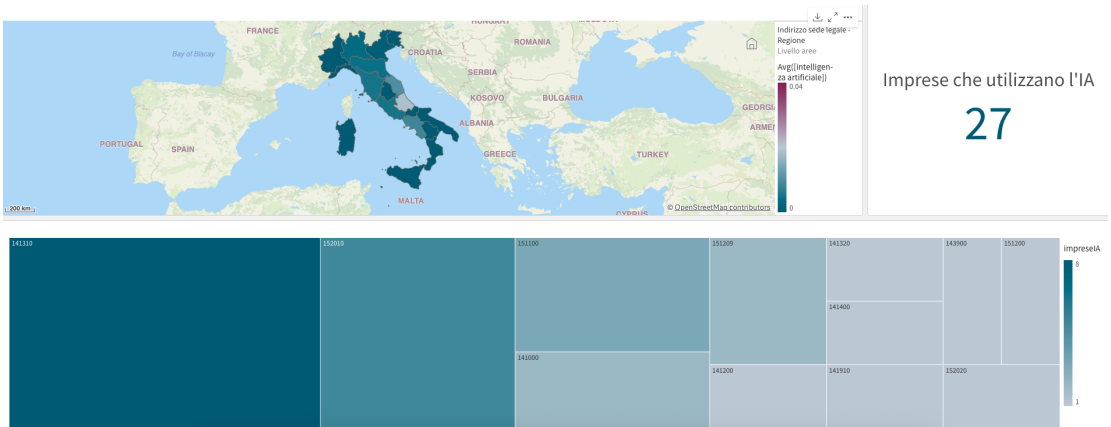 FRANCE
HUNGARY
MOLDOVA
Bay of Biscay
CROATIA
ROMANIA
SERBIA
KOSOVO
BULGARIA
GEORGIA
ALBANIA
ARMEN
PORTUGAL
SPAIN
GREECE
TURKEY
MALTA
CYPRUS
200 km
© OpenStreetMap contributors
Indirizzo sede legale -
Regione
Livello aree
Avg([intelligen-
za artificiale])
0.04
0
Imprese che utilizzano l'IA
27
141310
152010
151100
151209
141320
143900
151200
141400
141000
141200
141910
152020
impreseIA
8
1